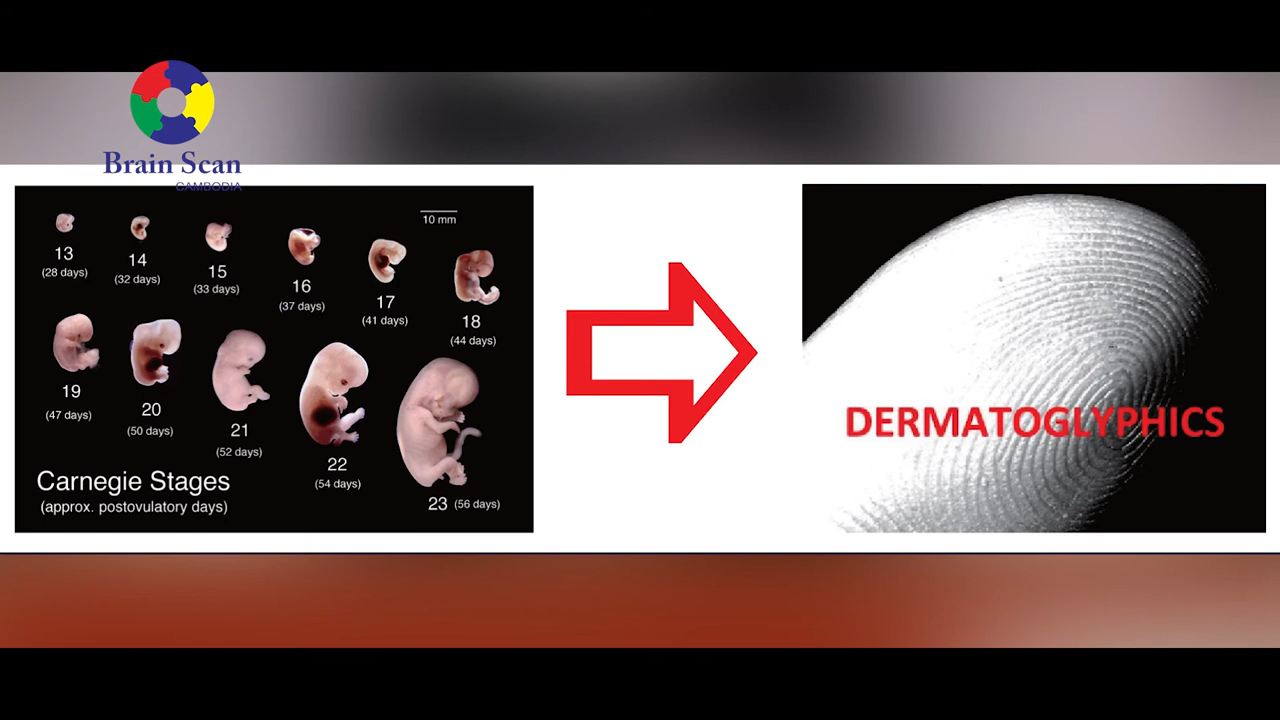 Brain Scan
CAMBODIA
10 mm
13
(28 days)
14
(32 days)
15
(33 days)
16
(37 days)
17
(41 days)
18
(44 days)
19
(47 days)
20
(50 days)
21
(52 days)
22
(54 days)
23 (56 days)
Carnegie Stages
(approx. postovulatory days)
DERMATOGLYPHICS